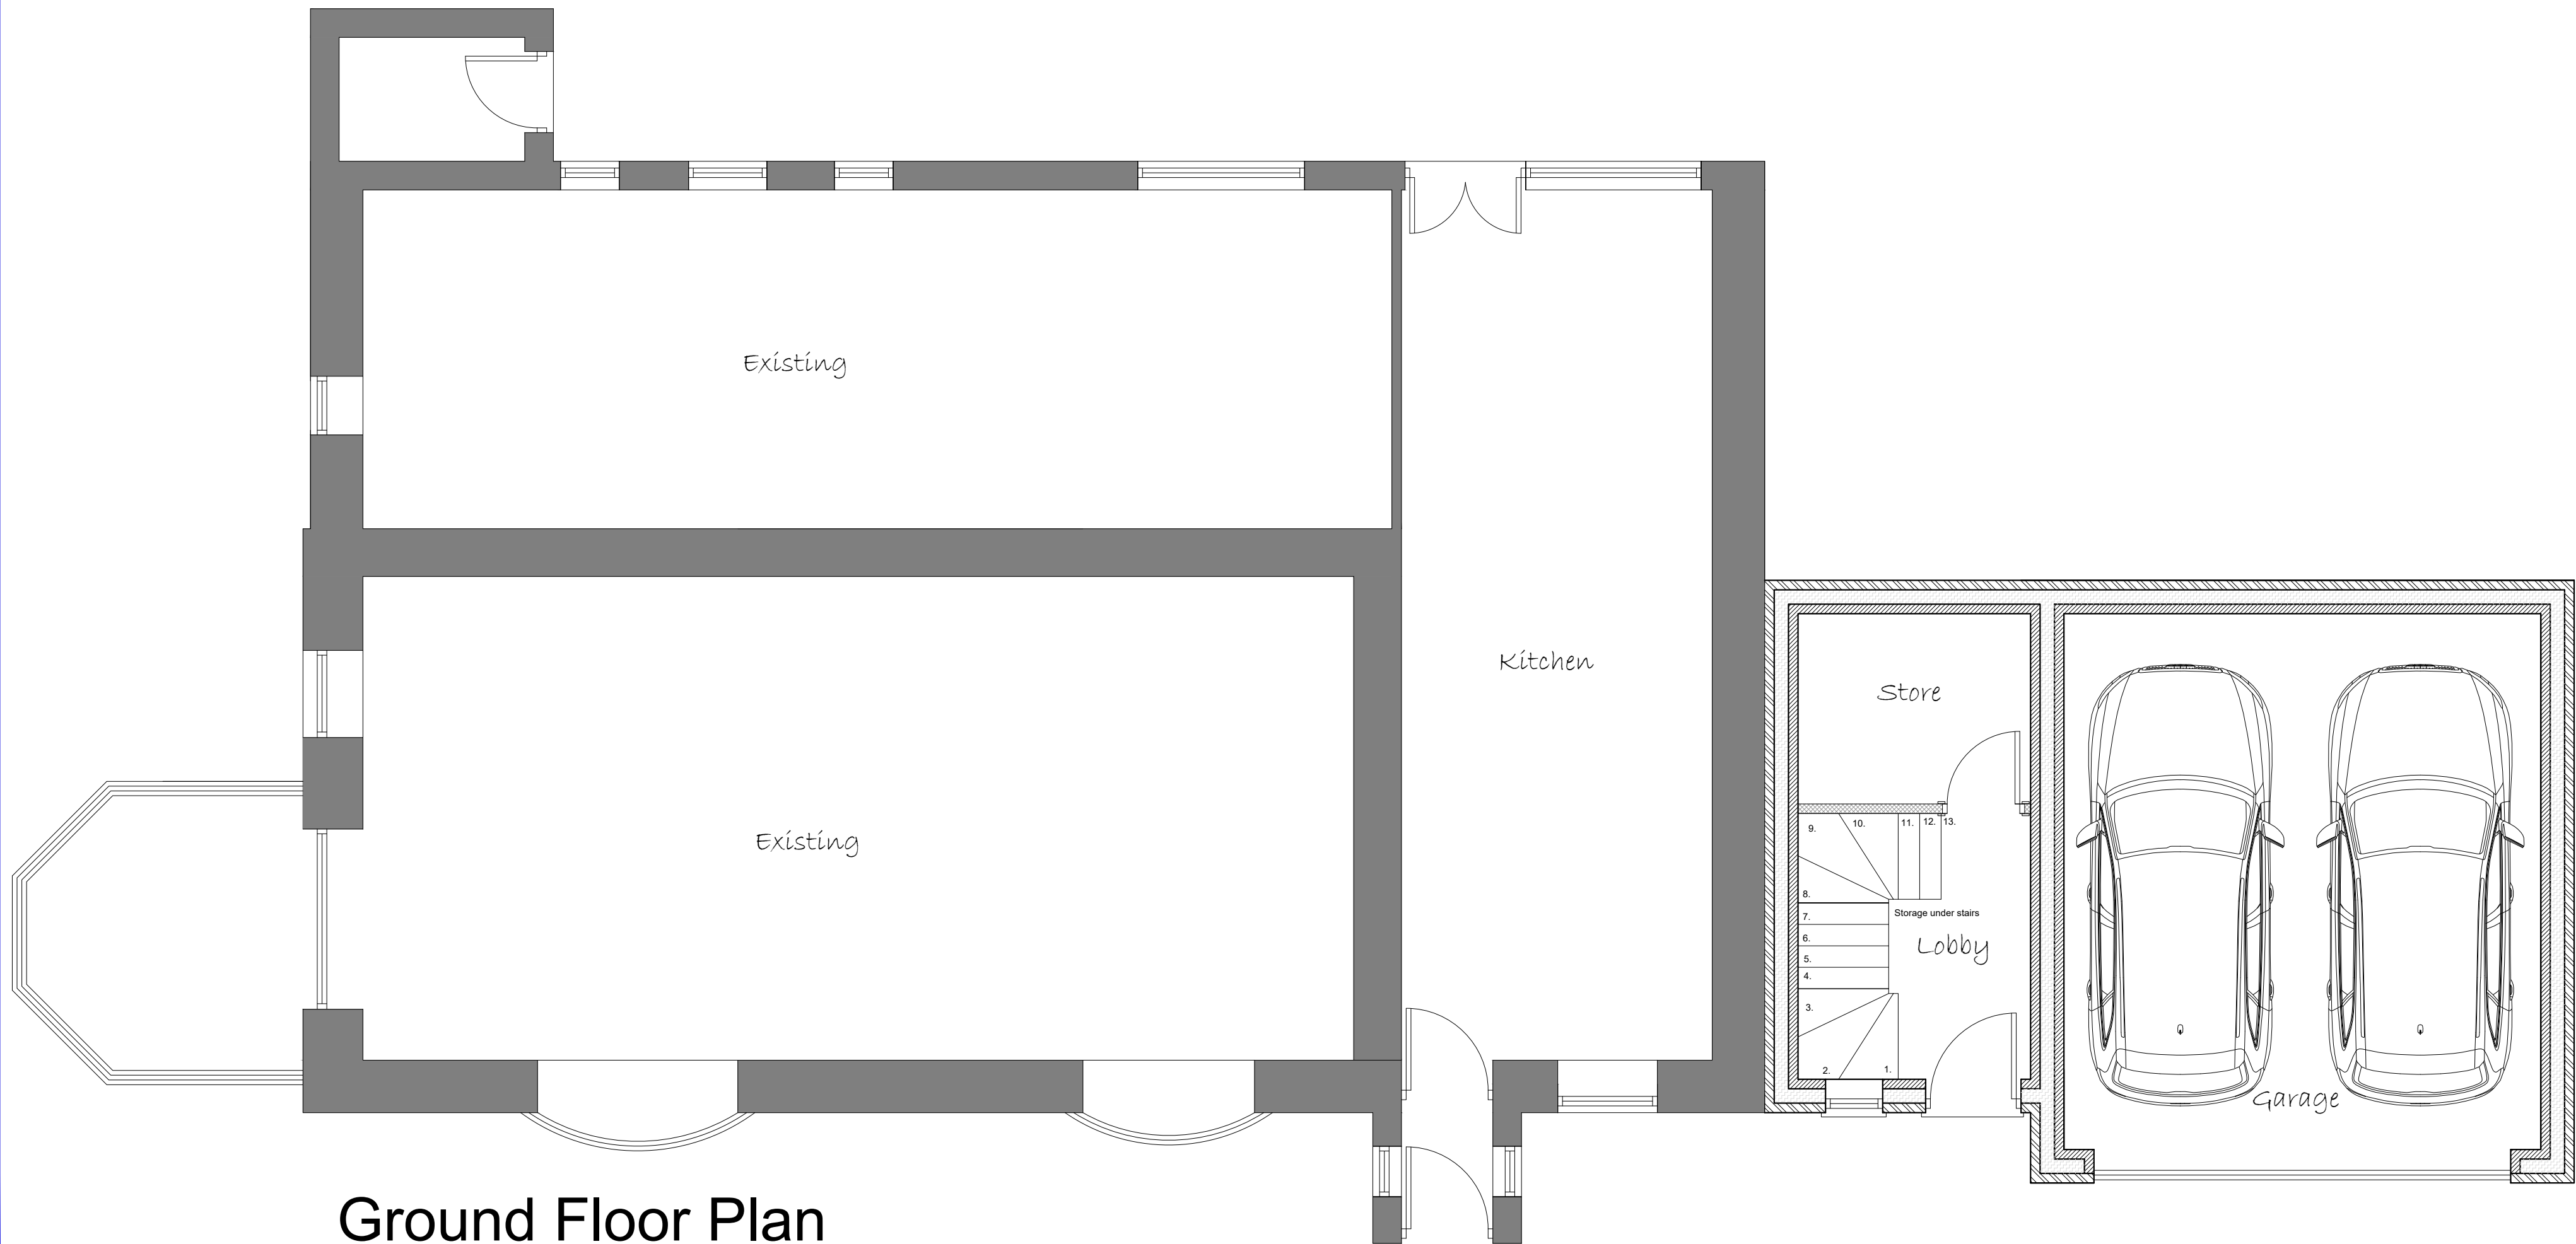 Existing
Kitchen
Store
9.
10.
11.
12.
13.
Existing
8.
7.
Storage under stairs
6.
Lobby
5.
4.
3.
2.
1.
Garage
Ground Floor Plan